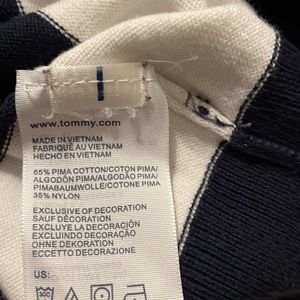 www.tommy.com
MADE IN VIETNAM
FABRIQUÉ AU VIETNAM
HECHO EN VIETNAM
65% PIMA COTTON/COTON PIMA/
ALGODÓN PIMA/ALGODÃO PIMA/
PIMABAUMWOLLE/COTONE PIMA
35% NYLON
EXCLUSIVE OF DECORATION
SAUF DÉCORATION
EXCLUYE LA DECORACIÓN
EXCLUINDO DECORAÇÃO
OHNE DEKORATION
ECCETTO DECORAZIONE
US:
30C